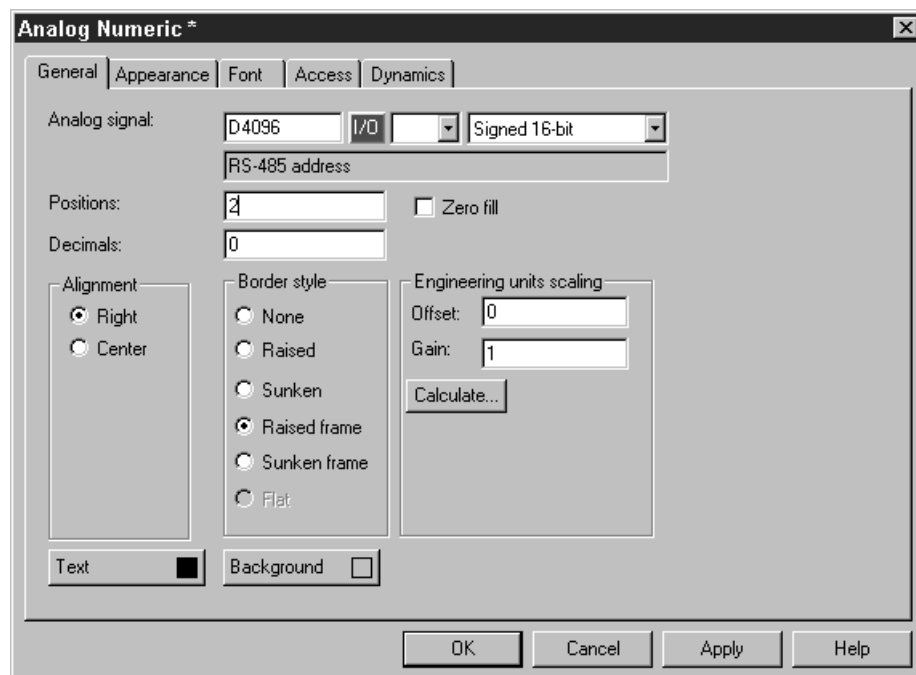 Analog Numeric *
General Appearance Font Access Dynamics
Analog signal: D4096 I/O Signed 16-bit
RS-485 address
Positions: 2 Zero fill
Decimals: 0
Alignment Border style Engineering units scaling
Right None Offset: 0
Center Raised Gain: 1
Sunken Calculate...
Raised frame
Sunken frame
Flat
Text Background
OK Cancel Apply Help